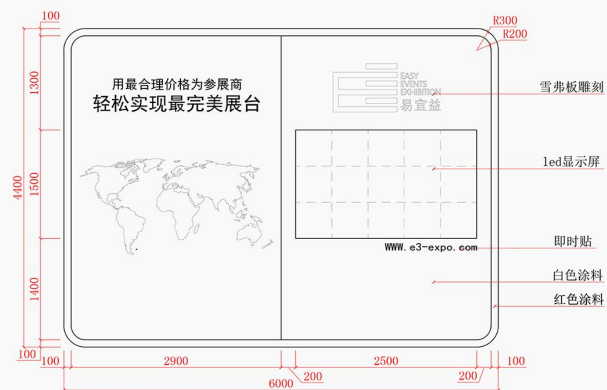 100
R300
R200
1300
用最合理价格为参展商
轻松实现最完美展台
EASY
EVENTS
EXHIBITION
易宜益
雪弗板雕刻
4400
1500
led显示屏
WWW.e3-expo.com
即时贴
1400
白色涂料
红色涂料
100
100
2900
200
2500
200
100
6000